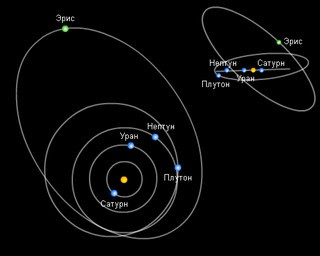 Эрис
Уран
Нептун
Плутон
Сатурн
Эрис
Нептун
Сатурн
Уран
Плутон